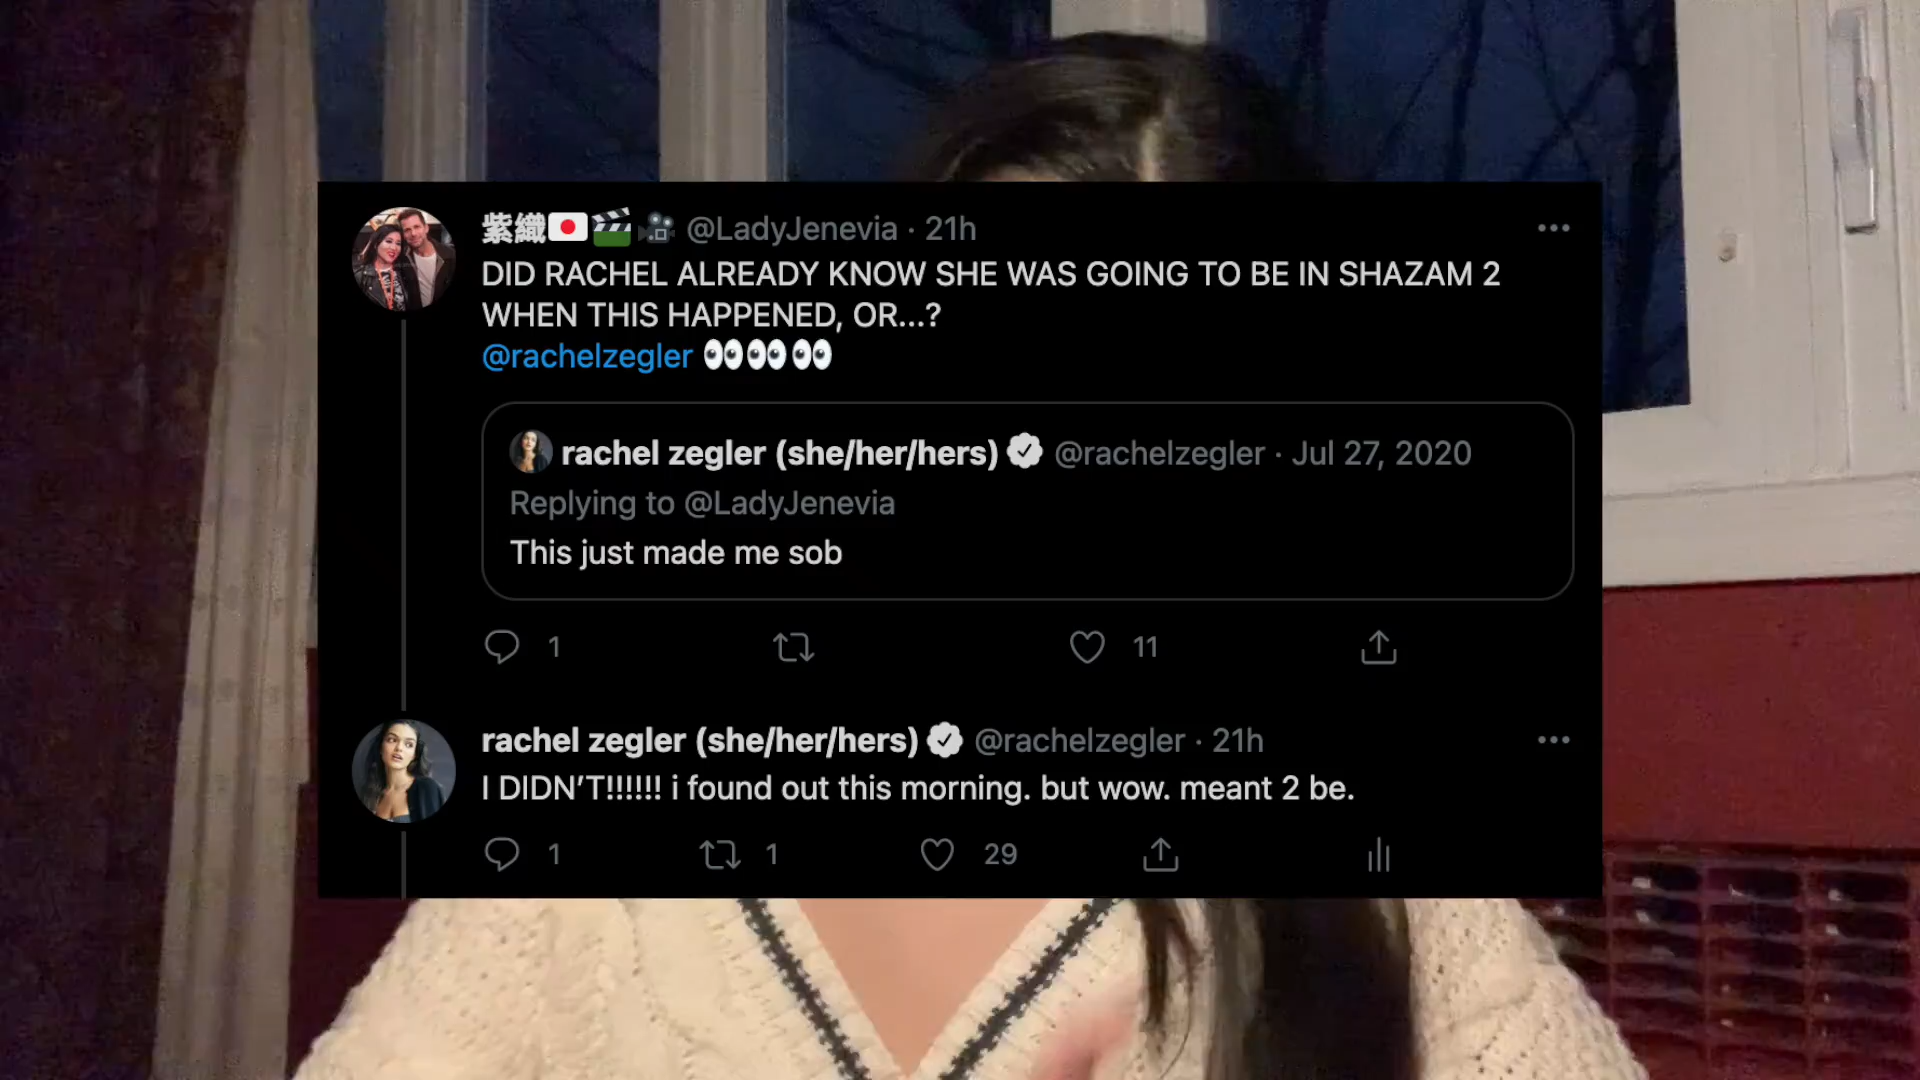 紫織🇯🇵🎬🎥 @LadyJenevia · 21h
DID RACHEL ALREADY KNOW SHE WAS GOING TO BE IN SHAZAM 2
WHEN THIS HAPPENED, OR...?
@rachelzegler 👀👀👀
rachel zegler (she/her/hers) @rachelzegler · Jul 27, 2020
Replying to @LadyJenevia
This just made me sob
1 11
rachel zegler (she/her/hers) @rachelzegler · 21h
I DIDN'T!!!!!! i found out this morning. but wow. meant 2 be.
1 1 29